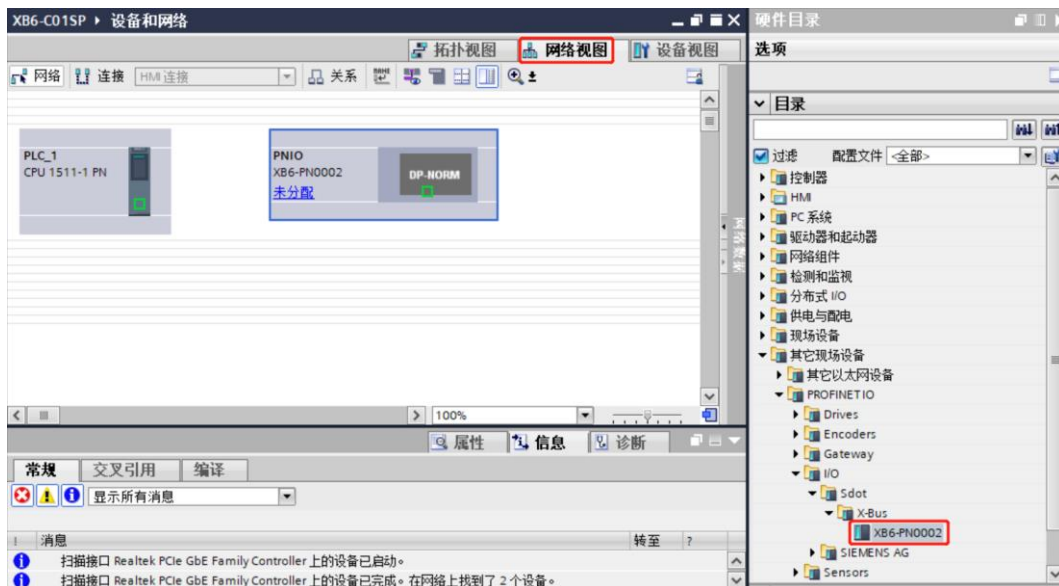 XB6-C01SP ▸ 设备和网络
拓扑视图 网络视图 设备视图
网络 连接 HMI 连接 关系
PLC_1
CPU 1511-1 PN
PNIO
XB6-PN0002
未分配
DP-NORM
网络数据
100%
属性 信息 诊断
常规 交叉引用 编译
显示所有消息
! 消息 转至 ?
扫描接口 Realtek PCIe GbE Family Controller 上的设备已启动。
扫描接口 Realtek PCIe GbE Family Controller 上的设备已完成。在网络上找到了 2 个设备。
硬件目录
选项
目录
过滤 配置文件 <全部>
控制器
HMI
PC 系统
驱动器和起动器
网络组件
检测和监视
分布式 I/O
供电与配电
现场设备
其它现场设备
其它以太网设备
PROFINET IO
Drives
Encoders
Gateway
I/O
Sdot
X-Bus
XB6-PN0002
SIEMENS AG
Sensors